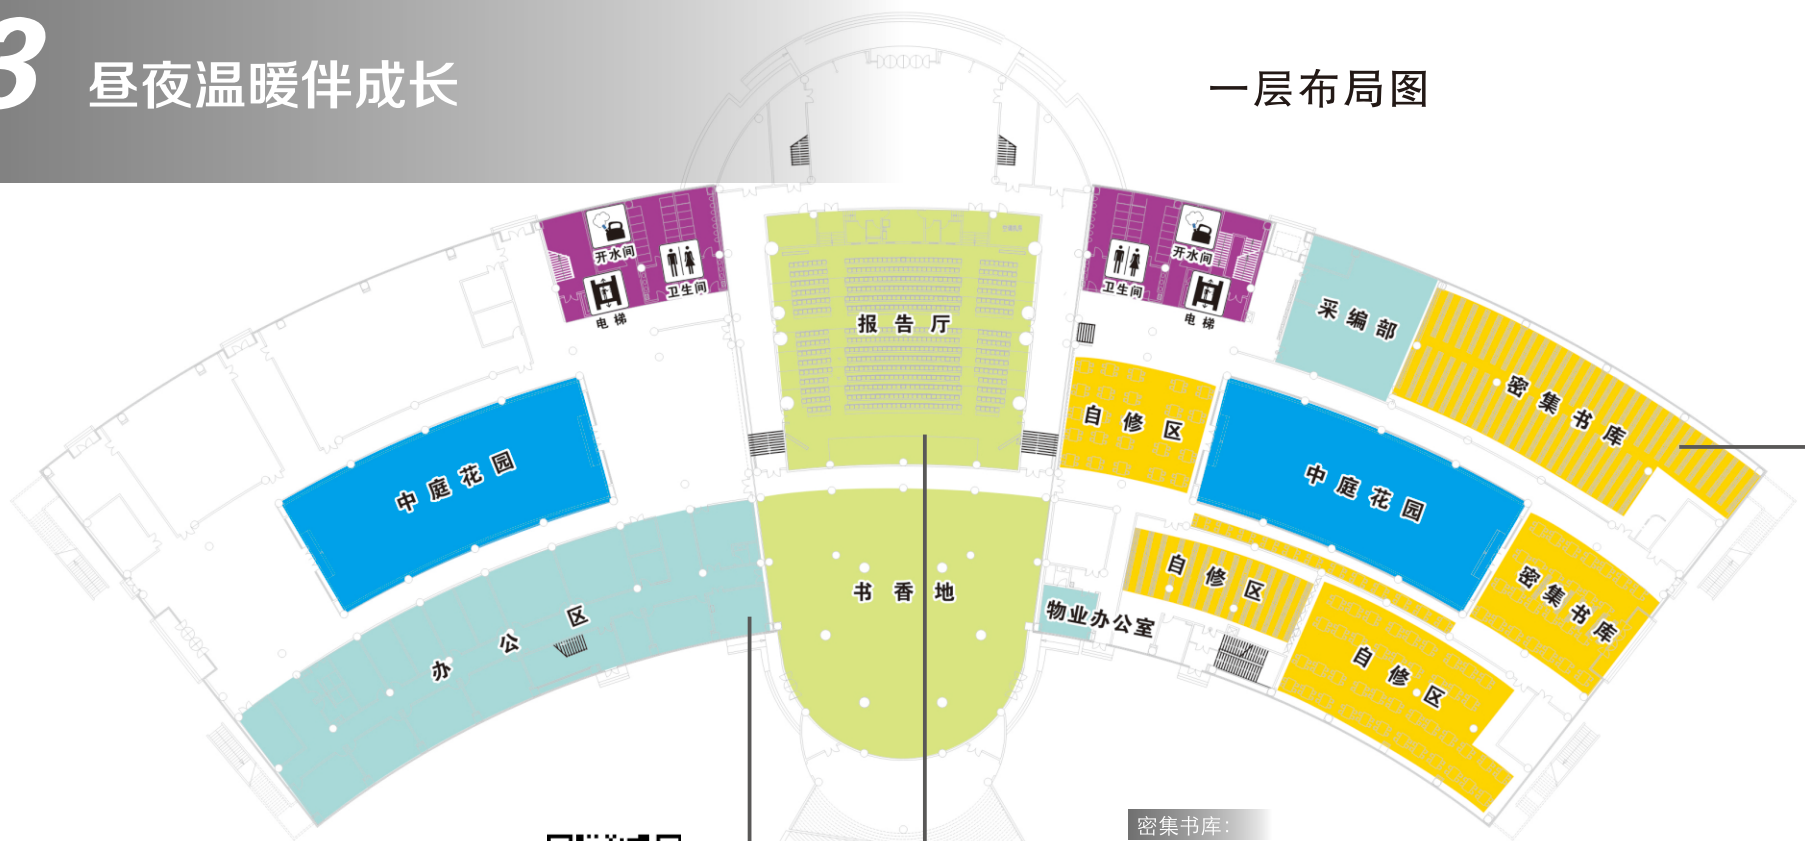 3 昼夜温暖伴成长
一层布局图
开水间
卫生间
电梯
报告厅
开水间
卫生间
电梯
采编部
密集书库
自修区
中庭花园
中庭花园
自修区
密集书库
书香地
物业办公室
办公区
自修区
密集书库：